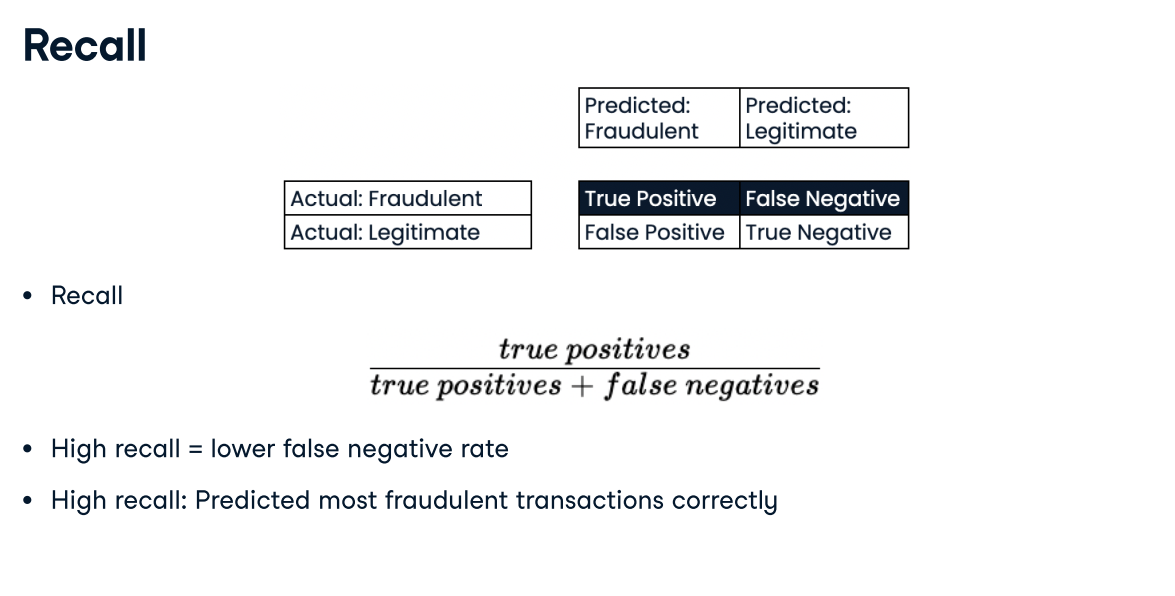 Recall
Predicted: Predicted:
Fraudulent Legitimate
Actual: Fraudulent True Positive False Negative
Actual: Legitimate False Positive True Negative
• Recall
true positives
true positives + false negatives
• High recall = lower false negative rate
• High recall: Predicted most fraudulent transactions correctly